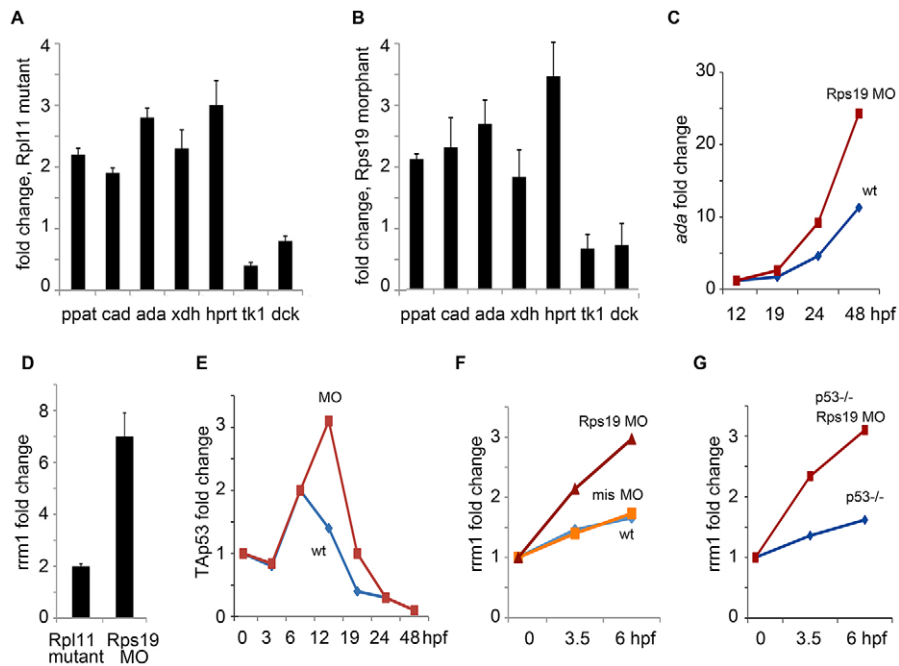 A
fold change, Rpl11 mutant
4
3
2
1
0
ppat cad ada xdh hprt tk1 dck
B
fold change, Rps19 morphant
4
3
2
1
0
ppat cad ada xdh hprt tk1 dck
C
ada fold change
30
20
10
0
Rps19 MO
wt
12 19 24 48 hpf
D
rrm1 fold change
8
6
4
2
0
Rpl11 mutant
Rps19 MO
E
TAp53 fold change
4
3
2
1
0
MO
wt
0 3 6 12 19 24 48 hpf
F
rrm1 fold change
3
2
1
0
Rps19 MO
mis MO
wt
0 3.5 6 hpf
G
rrm1 fold change
3
2
1
0
p53-/-
Rps19 MO
p53-/-
0 3.5 6 hpf